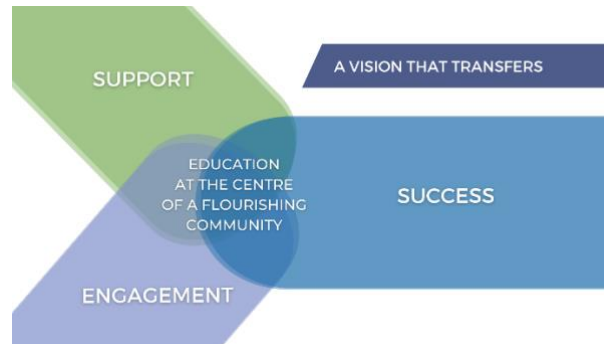 SUPPORT
A VISION THAT TRANSFERS
EDUCATION
AT THE CENTRE
OF A FLOURISHING
COMMUNITY
SUCCESS
ENGAGEMENT